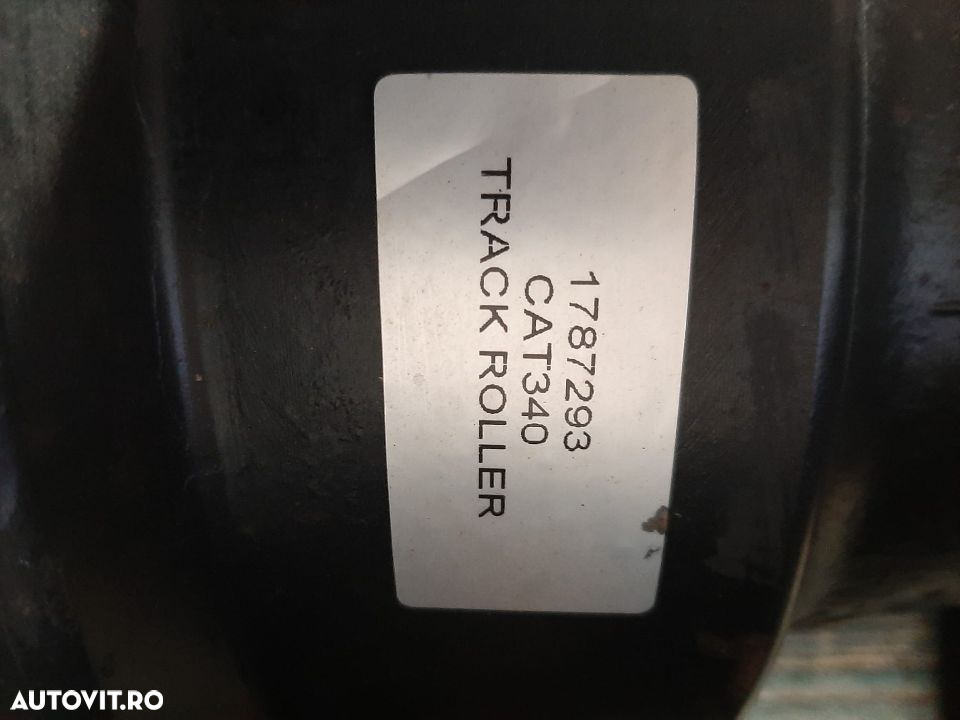 1787293
CAT340
TRACK ROLLER
AUTOVIT.RO